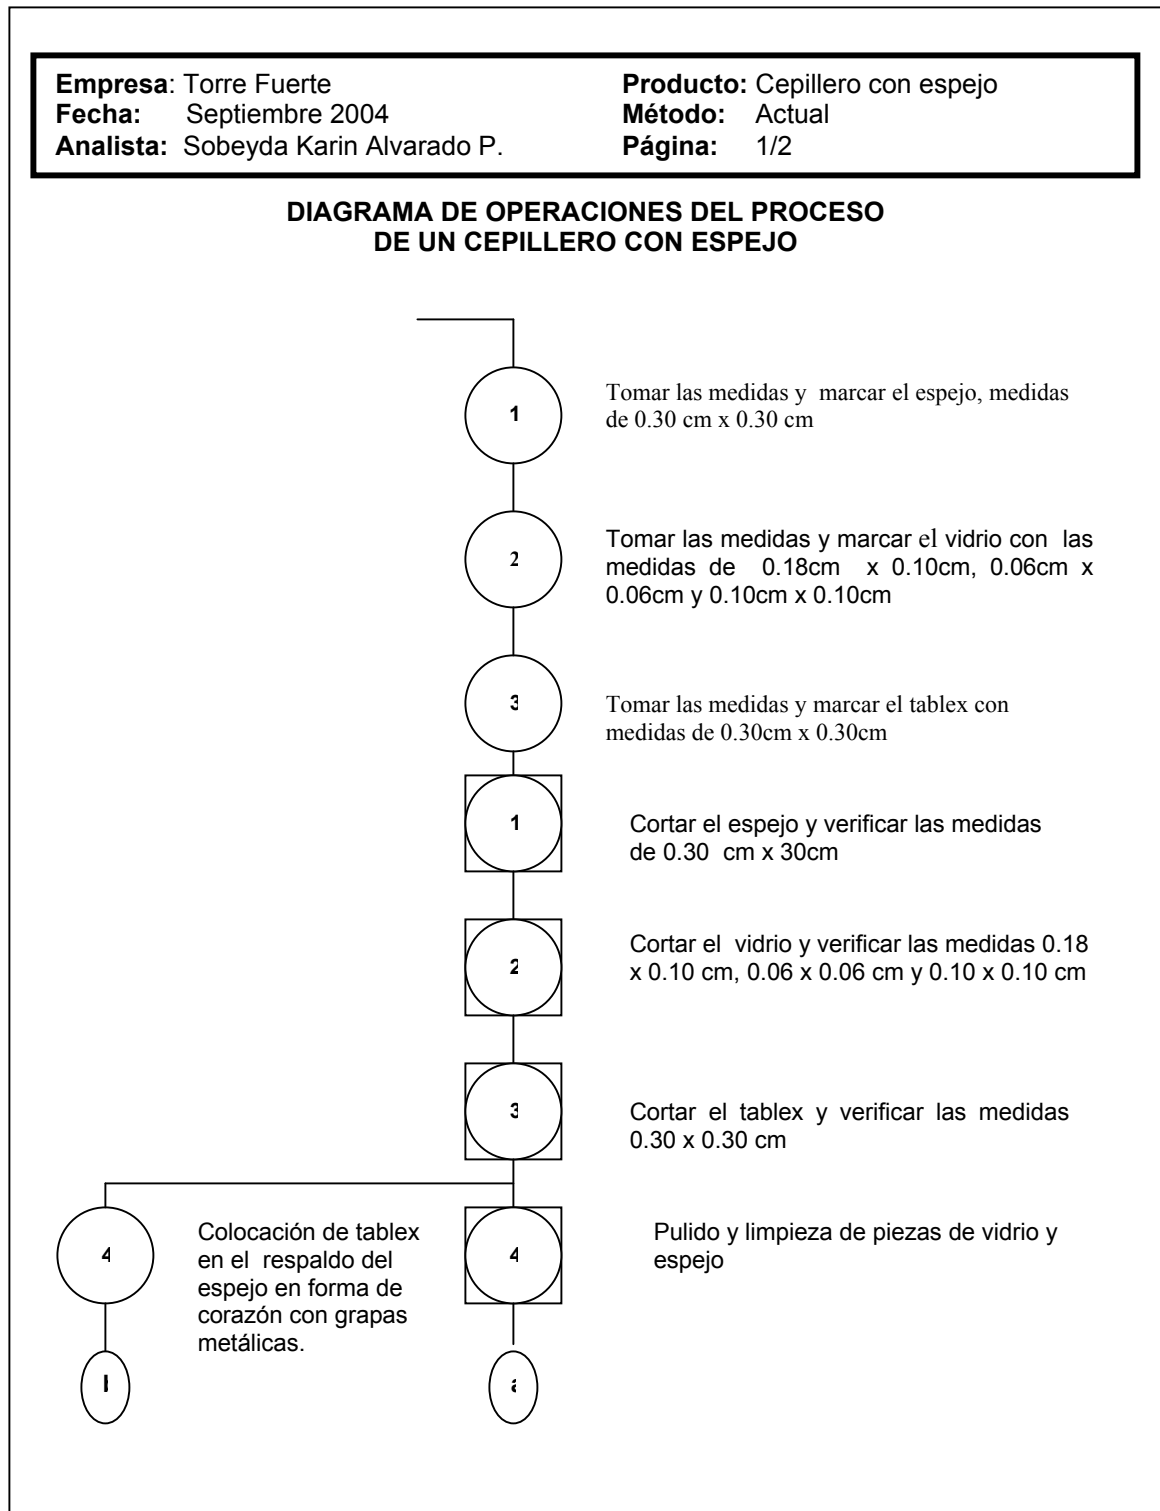 Empresa: Torre Fuerte
Fecha: Septiembre 2004
Analista: Sobeyda Karin Alvarado P.
Producto: Cepillero con espejo
Método: Actual
Página: 1/2
DIAGRAMA DE OPERACIONES DEL PROCESO
DE UN CEPILLERO CON ESPEJO
1
Tomar las medidas y marcar el espejo, medidas
de 0.30 cm x 0.30 cm
2
Tomar las medidas y marcar el vidrio con las
medidas de 0.18cm x 0.10cm, 0.06cm x
0.06cm y 0.10cm x 0.10cm
3
Tomar las medidas y marcar el tablex con
medidas de 0.30cm x 0.30cm
1
Cortar el espejo y verificar las medidas
de 0.30 cm x 30cm
2
Cortar el vidrio y verificar las medidas 0.18
x 0.10 cm, 0.06 x 0.06 cm y 0.10 x 0.10 cm
3
Cortar el tablex y verificar las medidas
0.30 x 0.30 cm
4
Colocación de tablex
en el respaldo del
espejo en forma de
corazón con grapas
metálicas.
4
Pulido y limpieza de piezas de vidrio y
espejo
a